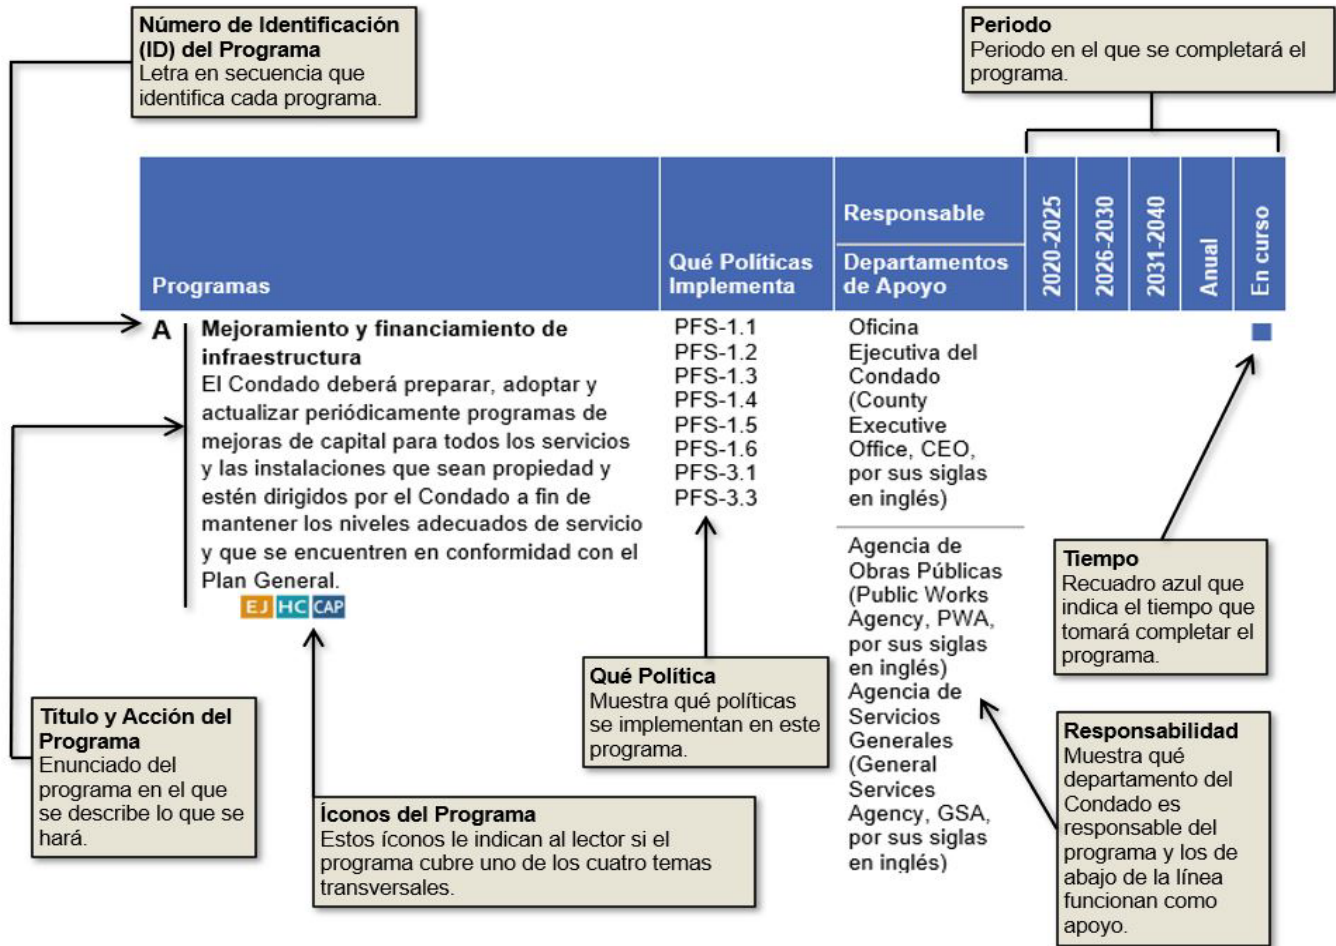 Número de Identificación
(ID) del Programa
Letra en secuencia que
identifica cada programa.
Periodo
Periodo en el que se completará el
programa.
Programas
Qué Políticas
Implementa
Responsable
Departamentos
de Apoyo
2020-2025
2026-2030
2031-2040
Anual
En curso
A
Mejoramiento y financiamiento de
infraestructura
El Condado deberá preparar, adoptar y
actualizar periódicamente programas de
mejoras de capital para todos los servicios
y las instalaciones que sean propiedad y
estén dirigidos por el Condado a fin de
mantener los niveles adecuados de servicio
y que se encuentren en conformidad con el
Plan General.
EJ HC CAP
PFS-1.1
PFS-1.2
PFS-1.3
PFS-1.4
PFS-1.5
PFS-1.6
PFS-3.1
PFS-3.3
Oficina
Ejecutiva del
Condado
(County
Executive
Office, CEO,
por sus siglas
en inglés)
Agencia de
Obras Públicas
(Public Works
Agency, PWA,
por sus siglas
en inglés)
Agencia de
Servicios
Generales
(General
Services
Agency, GSA,
por sus siglas
en inglés)
Tiempo
Recuadro azul que
indica el tiempo que
tomará completar el
programa.
Qué Política
Muestra qué políticas
se implementan en este
programa.
Título y Acción del
Programa
Enunciado del
programa en el que
se describe lo que se
hará.
Íconos del Programa
Estos íconos le indican al lector si el
programa cubre uno de los cuatro temas
transversales.
Responsabilidad
Muestra qué
departamento del
Condado es
responsable del
programa y los de
abajo de la línea
funcionan como
apoyo.